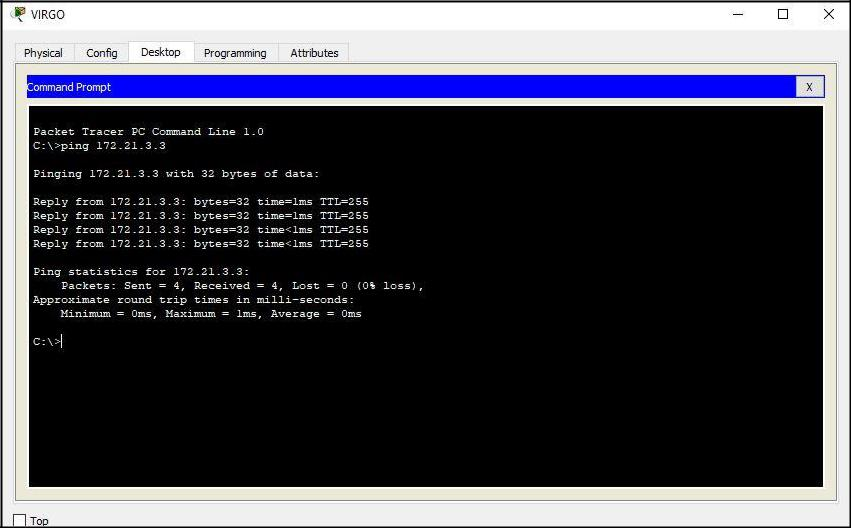 VIRGO
Physical Config Desktop Programming Attributes
Command Prompt X
Packet Tracer PC Command Line 1.0
C:\>ping 172.21.3.3
Pinging 172.21.3.3 with 32 bytes of data:
Reply from 172.21.3.3: bytes=32 time=1ms TTL=255
Reply from 172.21.3.3: bytes=32 time=1ms TTL=255
Reply from 172.21.3.3: bytes=32 time<1ms TTL=255
Reply from 172.21.3.3: bytes=32 time<1ms TTL=255
Ping statistics for 172.21.3.3:
Packets: Sent = 4, Received = 4, Lost = 0 (0% loss),
Approximate round trip times in milli-seconds:
Minimum = 0ms, Maximum = 1ms, Average = 0ms
C:\>
Top